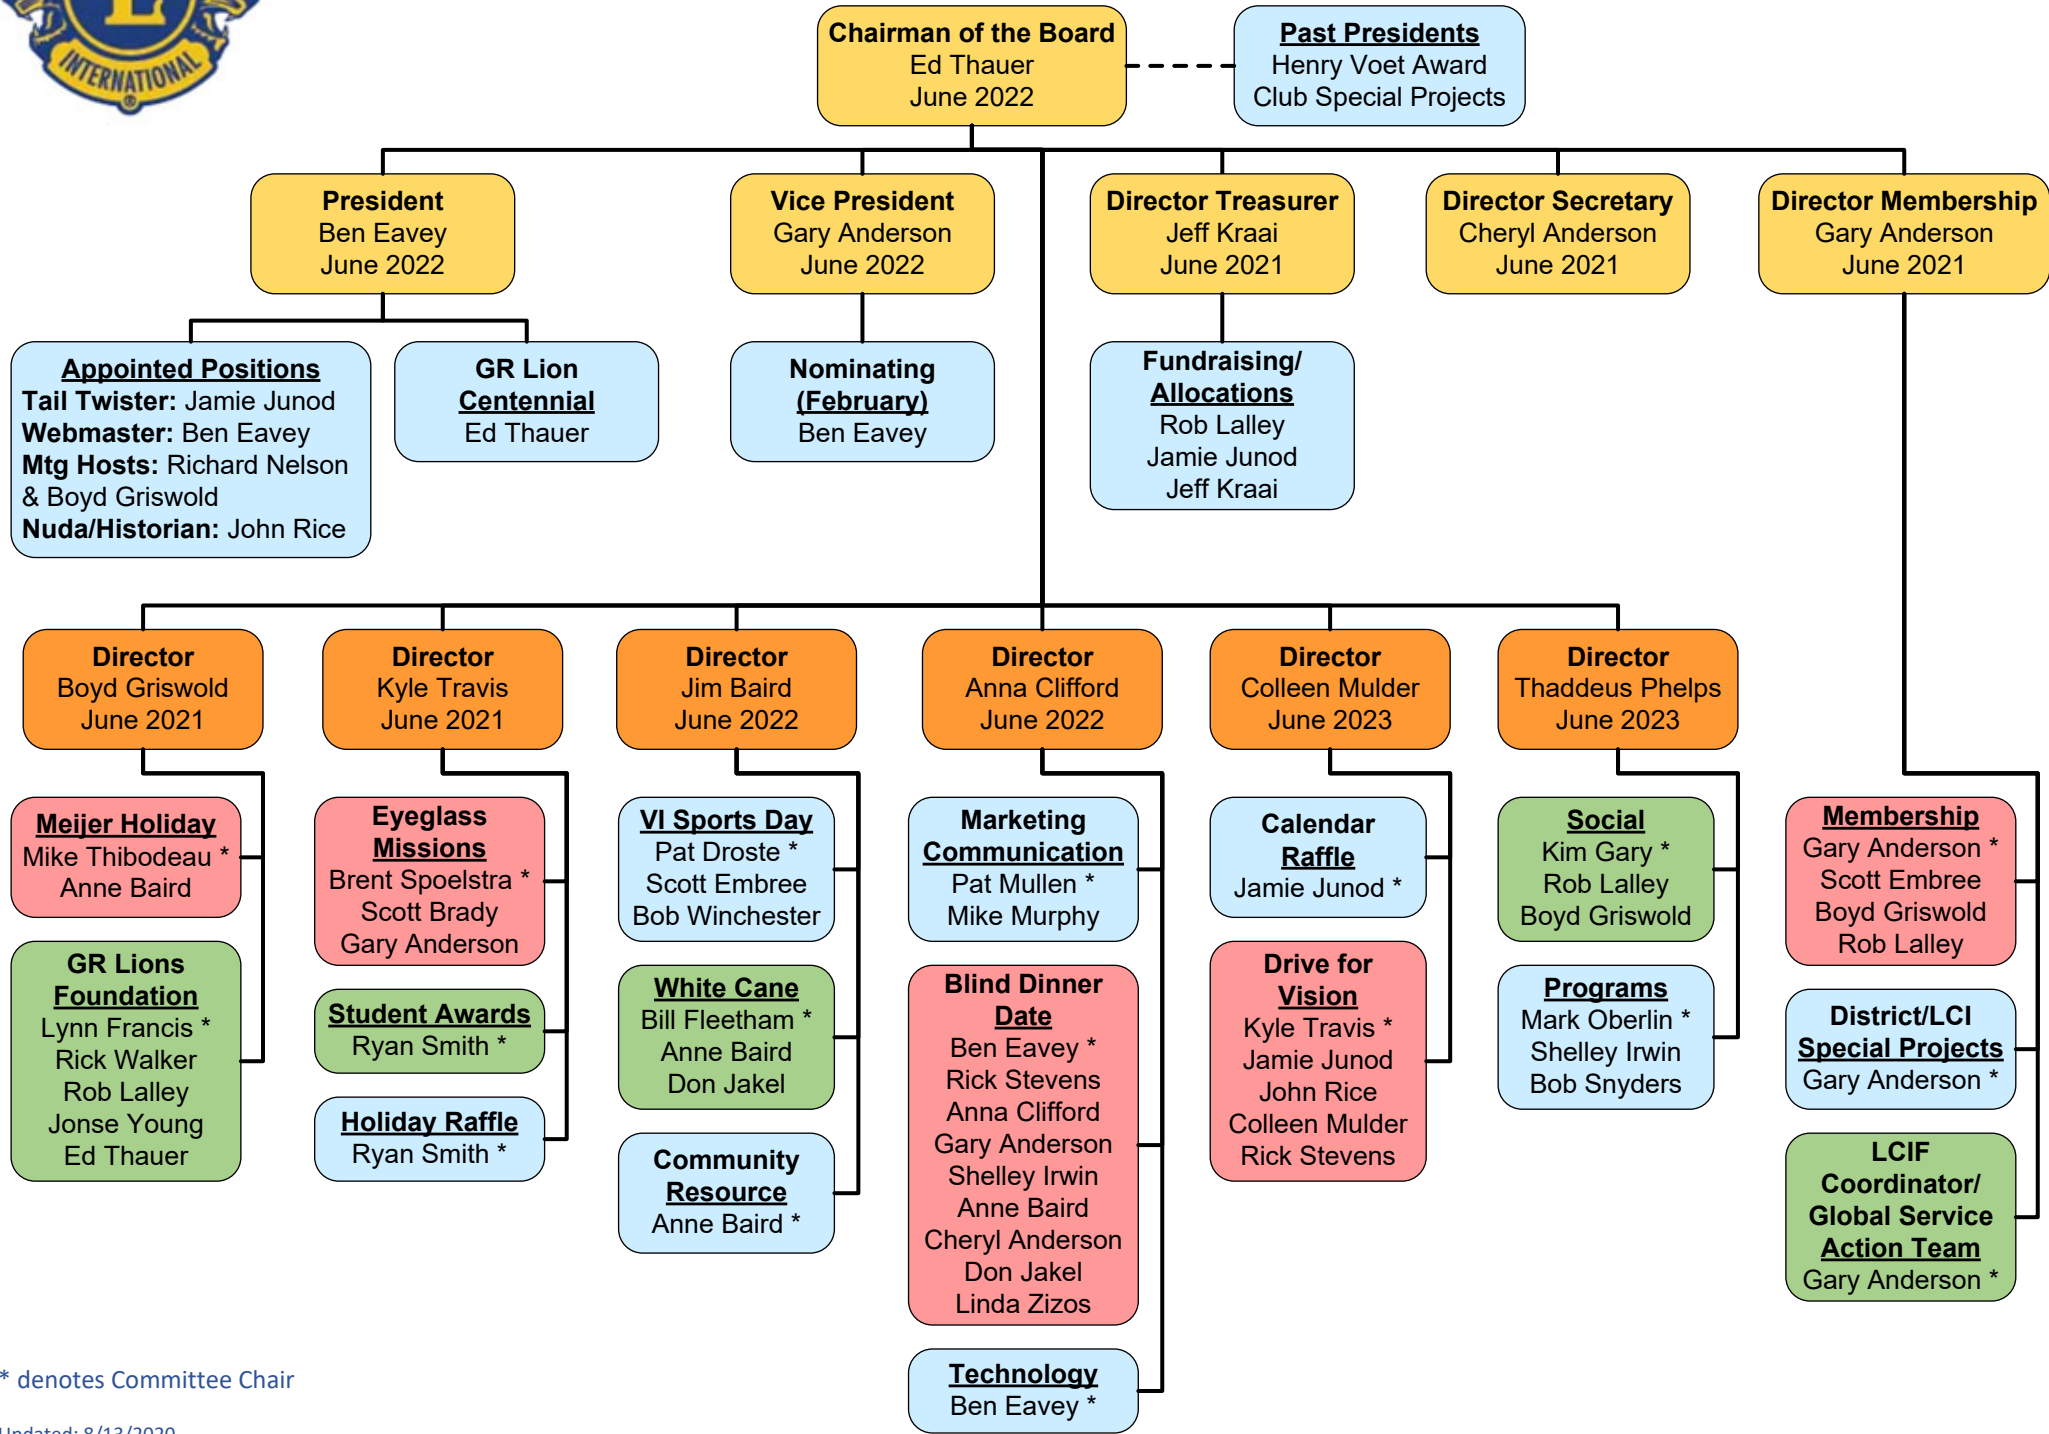 L
INTERNATIONAL
®
Chairman of the Board
Ed Thauer
June 2022
Past Presidents
Henry Voet Award
Club Special Projects
President
Ben Eavey
June 2022
Vice President
Gary Anderson
June 2022
Director Treasurer
Jeff Kraai
June 2021
Director Secretary
Cheryl Anderson
June 2021
Director Membership
Gary Anderson
June 2021
Appointed Positions
Tail Twister: Jamie Junod
Webmaster: Ben Eavey
Mtg Hosts: Richard Nelson
& Boyd Griswold
Nuda/Historian: John Rice
GR Lion
Centennial
Ed Thauer
Nominating
(February)
Ben Eavey
Fundraising/
Allocations
Rob Lalley
Jamie Junod
Jeff Kraai
Director
Boyd Griswold
June 2021
Director
Kyle Travis
June 2021
Director
Jim Baird
June 2022
Director
Anna Clifford
June 2022
Director
Colleen Mulder
June 2023
Director
Thaddeus Phelps
June 2023
Meijer Holiday
Mike Thibodeau *
Anne Baird
GR Lions
Foundation
Lynn Francis *
Rick Walker
Rob Lalley
Jonse Young
Ed Thauer
Eyeglass
Missions
Brent Spoelstra *
Scott Brady
Gary Anderson
Student Awards
Ryan Smith *
Holiday Raffle
Ryan Smith *
VI Sports Day
Pat Droste *
Scott Embree
Bob Winchester
White Cane
Bill Fleetham *
Anne Baird
Don Jakel
Community
Resource
Anne Baird *
Marketing
Communication
Pat Mullen *
Mike Murphy
Blind Dinner
Date
Ben Eavey *
Rick Stevens
Anna Clifford
Gary Anderson
Shelley Irwin
Anne Baird
Cheryl Anderson
Don Jakel
Linda Zizos
Technology
Ben Eavey *
Calendar
Raffle
Jamie Junod *
Drive for
Vision
Kyle Travis *
Jamie Junod
John Rice
Colleen Mulder
Rick Stevens
Social
Kim Gary *
Rob Lalley
Boyd Griswold
Programs
Mark Oberlin *
Shelley Irwin
Bob Snyders
Membership
Gary Anderson *
Scott Embree
Boyd Griswold
Rob Lalley
District/LCI
Special Projects
Gary Anderson *
LCIF
Coordinator/
Global Service
Action Team
Gary Anderson *
* denotes Committee Chair
Updated: 8/13/2020